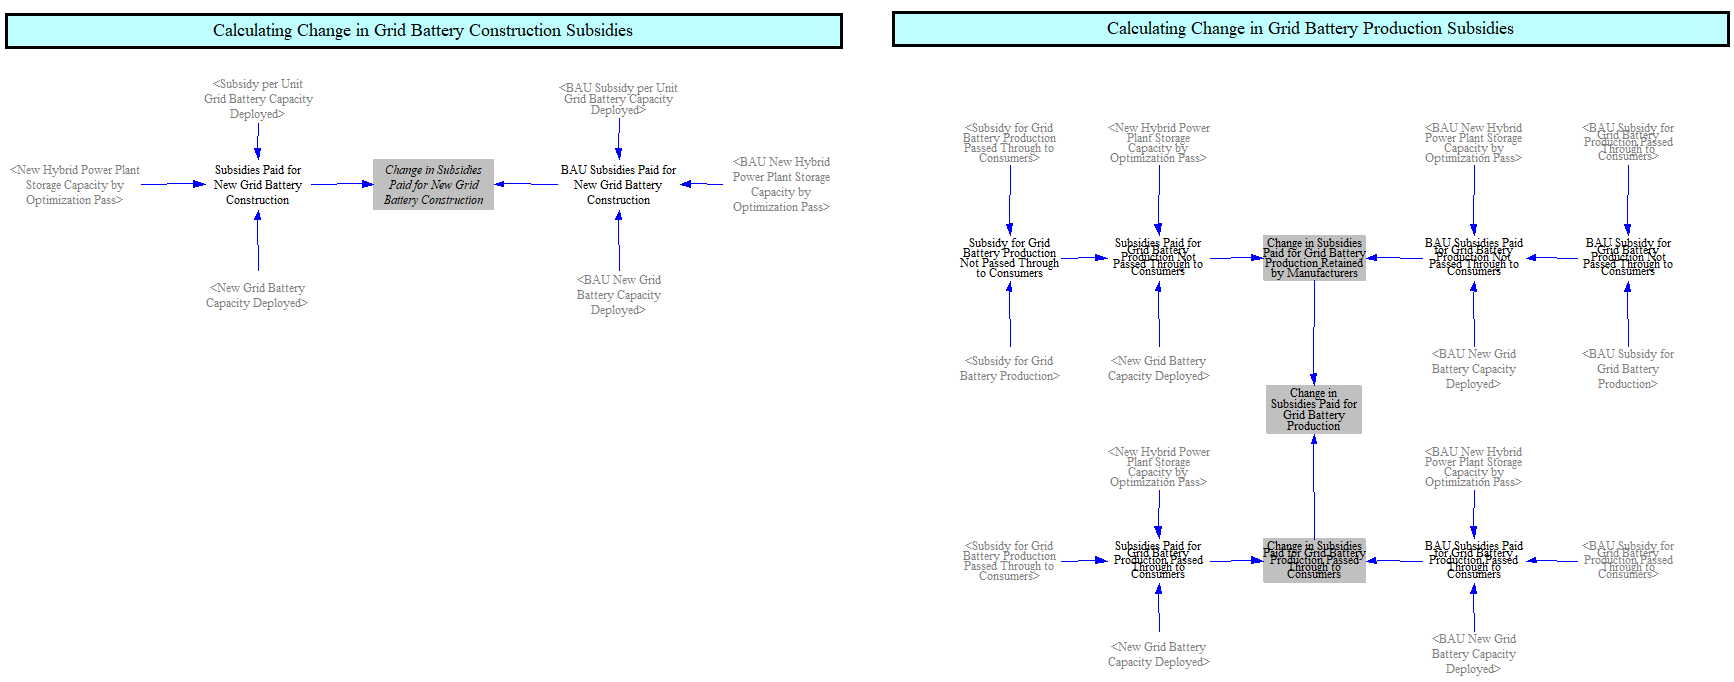 Calculating Change in Grid Battery Construction Subsidies
<Subsidy per Unit
Grid Battery Capacity
Deployed>
<BAU Subsidy per Unit
Grid Battery Capacity
Deployed>
<New Hybrid Power Plant
Storage Capacity by
Optimization Pass>
Subsidies Paid for
New Grid Battery
Construction
Change in Subsidies
Paid for New Grid
Battery Construction
BAU Subsidies Paid for
New Grid Battery
Construction
<BAU New Hybrid
Power Plant Storage
Capacity by
Optimization Pass>
<New Grid Battery
Capacity Deployed>
<BAU New Grid
Battery Capacity
Deployed>
Calculating Change in Grid Battery Production Subsidies
<Subsidy for Grid
Battery Production
Passed Through to
Consumers>
<New Hybrid Power
Plant Storage
Capacity by
Optimization Pass>
<BAU New Hybrid
Power Plant Storage
Capacity by
Optimization Pass>
<BAU Subsidy for
Grid Battery
Production Passed
Through to
Consumers>
Subsidy for Grid
Battery Production
Not Passed Through
to Consumers
Subsidies Paid for
Grid Battery
Production Not
Passed Through to
Consumers
Change in Subsidies
Paid for Grid Battery
Production Retained
by Manufacturers
BAU Subsidies Paid
for Grid Battery
Production Not
Passed Through to
Consumers
BAU Subsidy for
Grid Battery
Production Not
Passed Through to
Consumers
<Subsidy for Grid
Battery Production>
<New Grid Battery
Capacity Deployed>
<BAU New Grid
Battery Capacity
Deployed>
<BAU Subsidy for
Grid Battery
Production>
Change in
Subsidies Paid for
Grid Battery
Production
<New Hybrid Power
Plant Storage
Capacity by
Optimization Pass>
<BAU New Hybrid
Power Plant Storage
Capacity by
Optimization Pass>
<Subsidy for Grid
Battery Production
Passed Through to
Consumers>
Subsidies Paid for
Grid Battery
Production Passed
Through to
Consumers
Change in Subsidies
Paid for Grid Battery
Production Passed
Through to
Consumers
BAU Subsidies Paid
for Grid Battery
Production Passed
Through to
Consumers
<BAU Subsidy for
Grid Battery
Production Passed
Through to
Consumers>
<New Grid Battery
Capacity Deployed>
<BAU New Grid
Battery Capacity
Deployed>